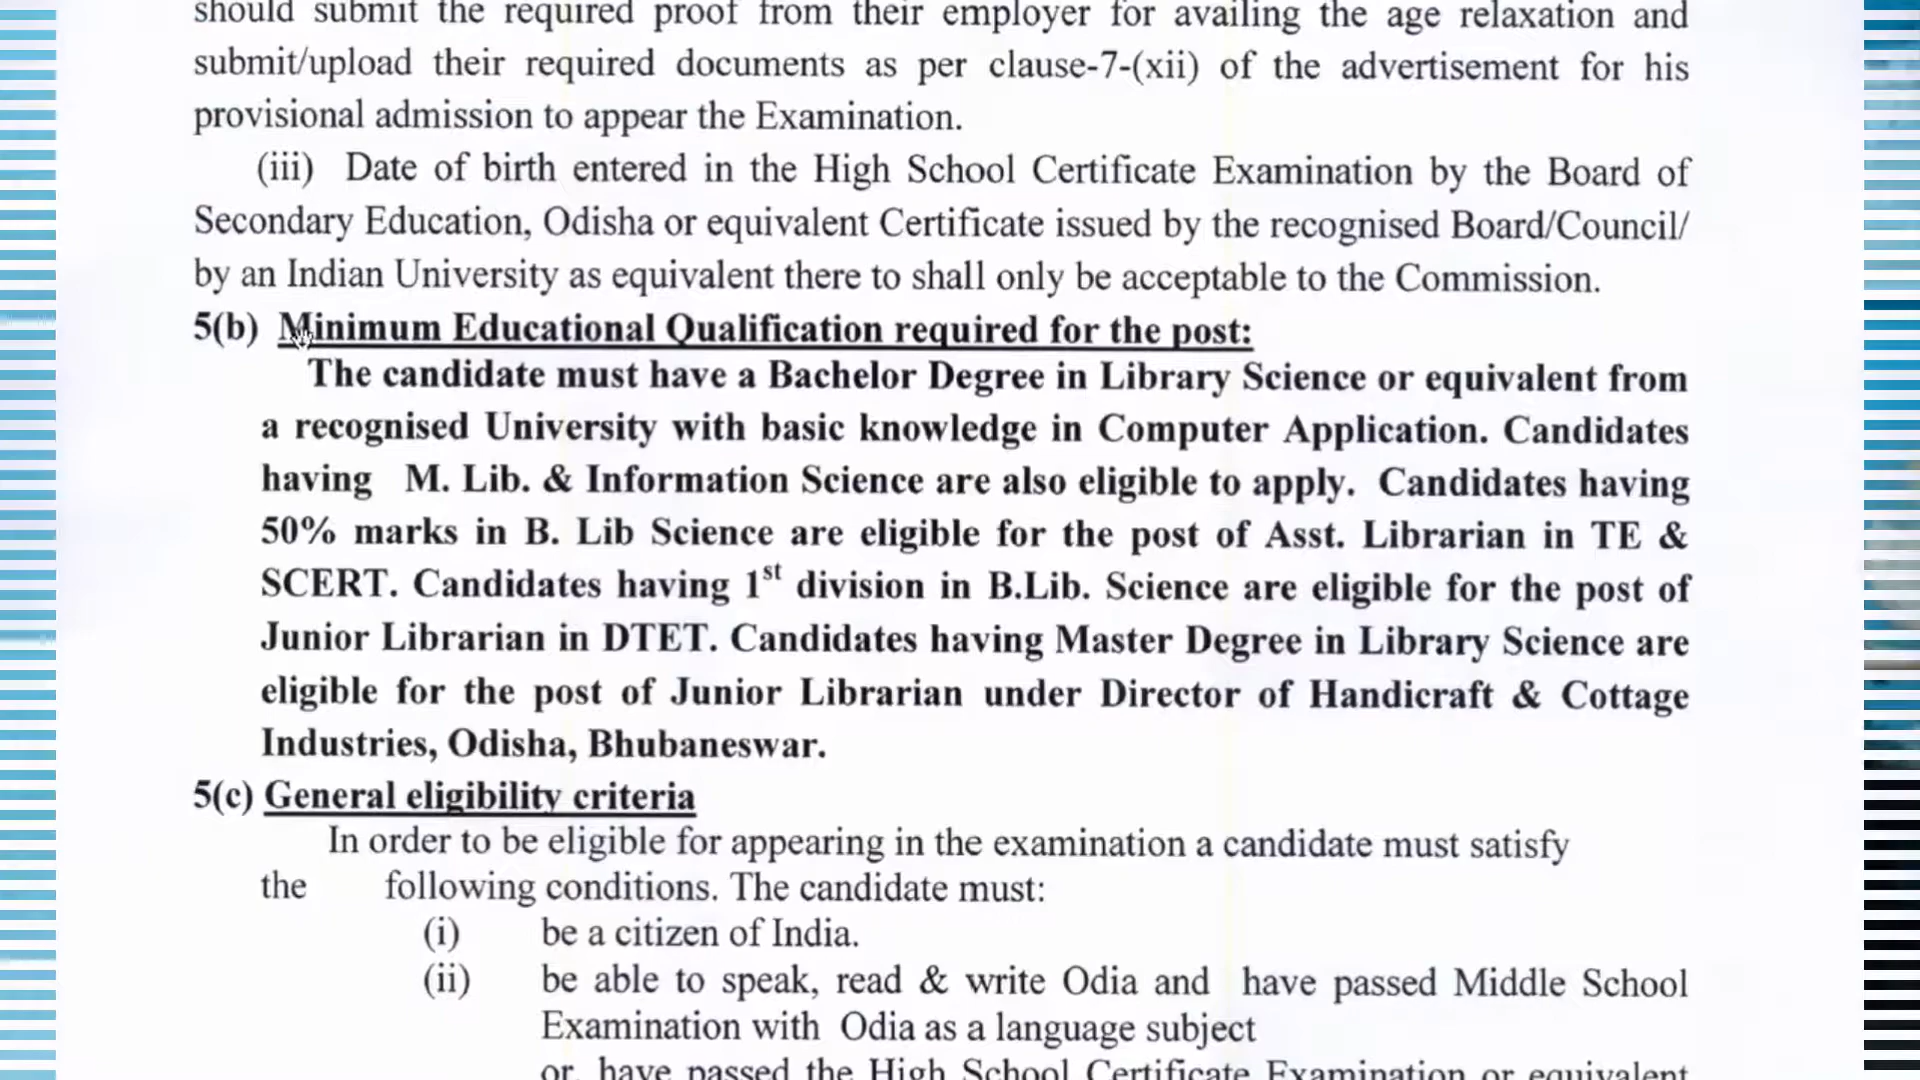 should submit the required proof from their employer for availing the age relaxation and
submit/upload their required documents as per clause-7-(xii) of the advertisement for his
provisional admission to appear the Examination.
(iii) Date of birth entered in the High School Certificate Examination by the Board of
Secondary Education, Odisha or equivalent Certificate issued by the recognised Board/Council/
by an Indian University as equivalent there to shall only be acceptable to the Commission.
5(b) Minimum Educational Qualification required for the post:
The candidate must have a Bachelor Degree in Library Science or equivalent from
a recognised University with basic knowledge in Computer Application. Candidates
having M. Lib. & Information Science are also eligible to apply. Candidates having
50% marks in B. Lib Science are eligible for the post of Asst. Librarian in TE &
SCERT. Candidates having 1st division in B.Lib. Science are eligible for the post of
Junior Librarian in DTET. Candidates having Master Degree in Library Science are
eligible for the post of Junior Librarian under Director of Handicraft & Cottage
Industries, Odisha, Bhubaneswar.
5(c) General eligibility criteria
In order to be eligible for appearing in the examination a candidate must satisfy
the following conditions. The candidate must:
(i) be a citizen of India.
(ii) be able to speak, read & write Odia and have passed Middle School
Examination with Odia as a language subject
or have passed the High School Certificate Examination or equivalent